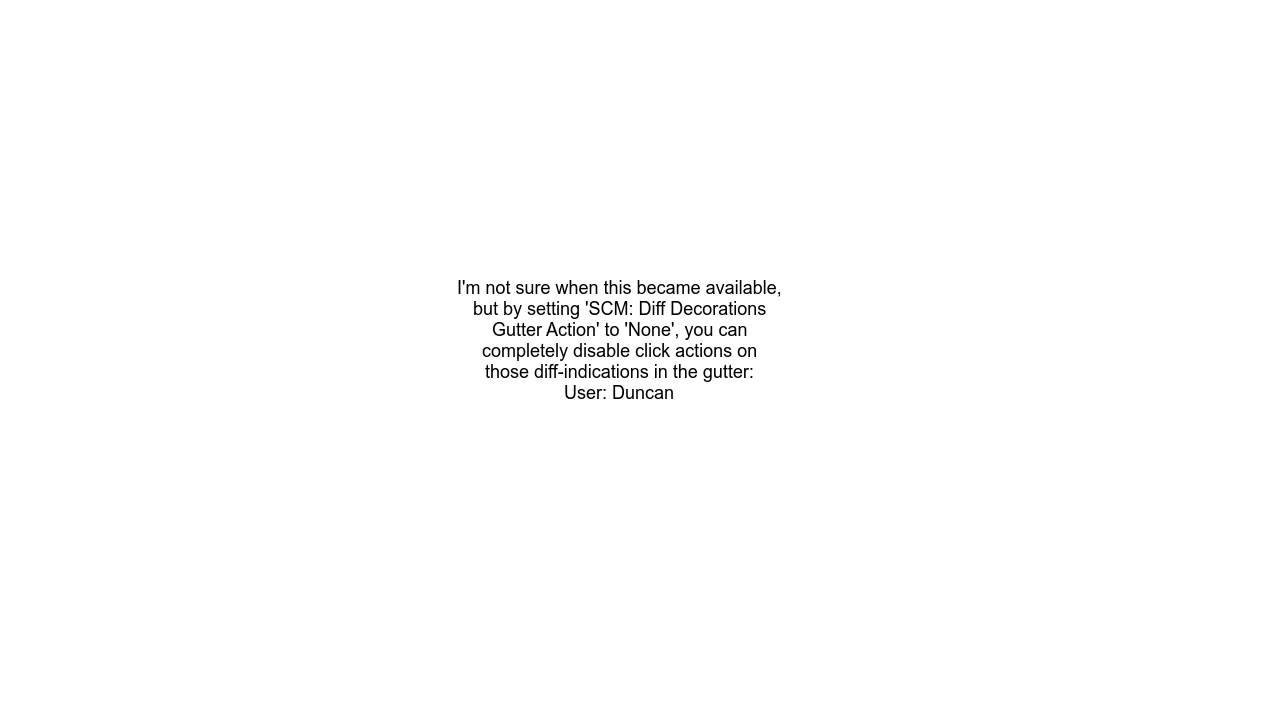 I'm not sure when this became available,
but by setting 'SCM: Diff Decorations
Gutter Action' to 'None', you can
completely disable click actions on
those diff-indications in the gutter:
User: Duncan